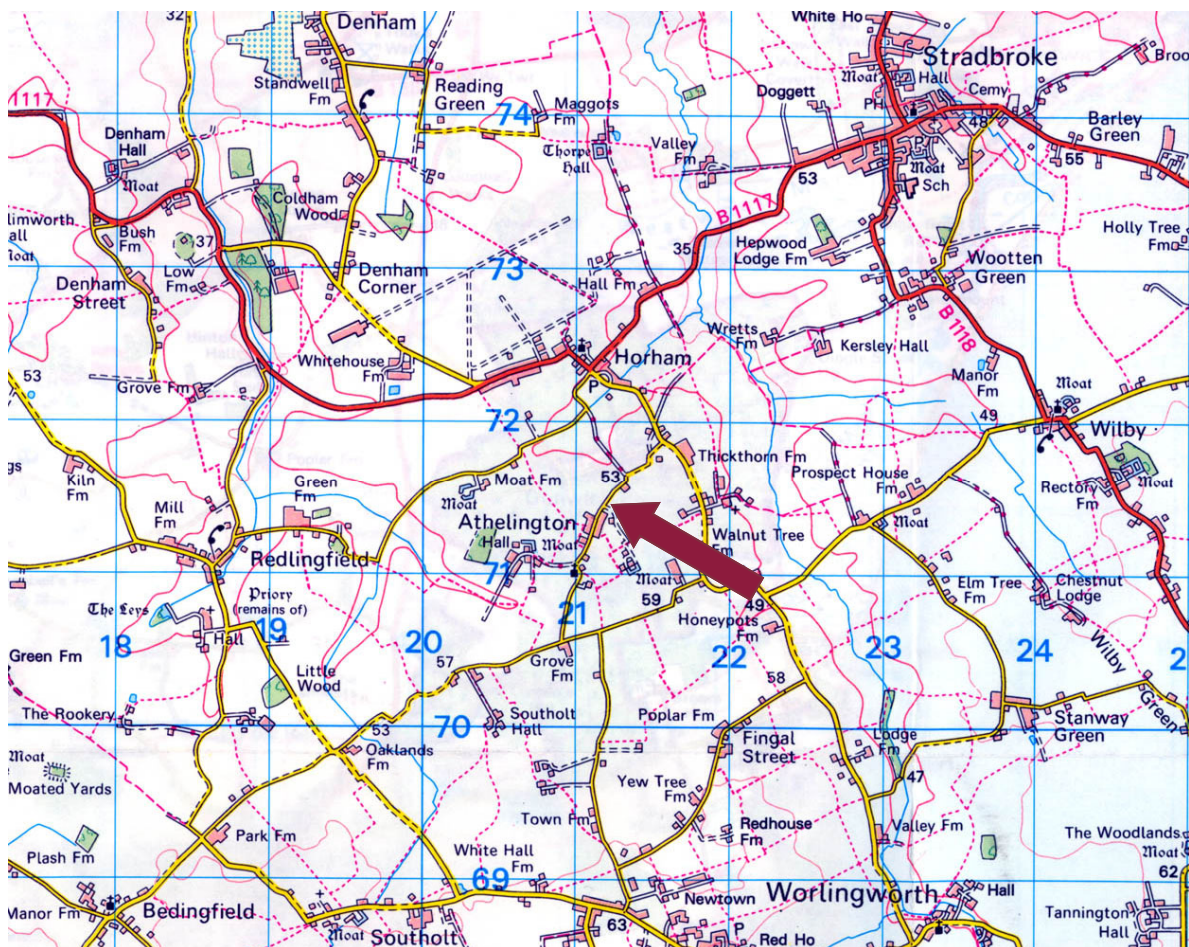 32
Denham
White Ho
Stradbroke
Broo
Standwell
Fm
Reading
Green
Moat
Hall
Doggett
PH
Cemy
1117
74
Maggots
Fm
48
Barley
Green
Denham
Hall
Thorpe
Hall
Valley
Fm
53
55
Moat
Moat
Sch
Coldham
Wood
B 1117
limworth
all
Bush
Fm
37
35
Hepwood
Lodge Fm
Holly Tree
Fm
Moat
Low
Fm
Denham
Corner
73
Wootten
Green
Denham
Street
Hall Fm
Wretts
Fm
B1118
Kersley Hall
53
Whitehouse
Fm
Horham
Manor
Fm
Moat
Grove Fm
P
72
49
Wilby
Thickthorn Fm
gs
Kiln
Fm
Green
Fm
Moat Fm
53
Prospect House
Fm
Rectory
Fm
Moat
Mill
Fm
Moat
Athelington
Hall
Moat
Walnut Tree
Fm
Moat
Redlingfield
71
Moat
Elm Tree
Fm
Chestnut
Lodge
The Leys
Priory
(remains of)
59
49
Hall
18
19
20
21
Honeypots
Fm
22
23
24
2
Wilby
Green
Green Fm
Grove
Fm
57
58
Little
Wood
The Rookery
70
Southolt
Hall
Poplar Fm
Fingal
Street
Stanway
Green
53
Oaklands
Fm
Lodge
Fm
Moat
Moated Yards
Yew Tree
Fm
47
Park Fm
Town Fm
Redhouse
Fm
Valley Fm
The Woodlands
Moat
Plash Fm
White Hall
Fm
69
62
Manor Fm
Bedingfield
Moat
Southolt
63
Newtown
Worlingworth
Hall
P
Red Ho
Tannington
Hall